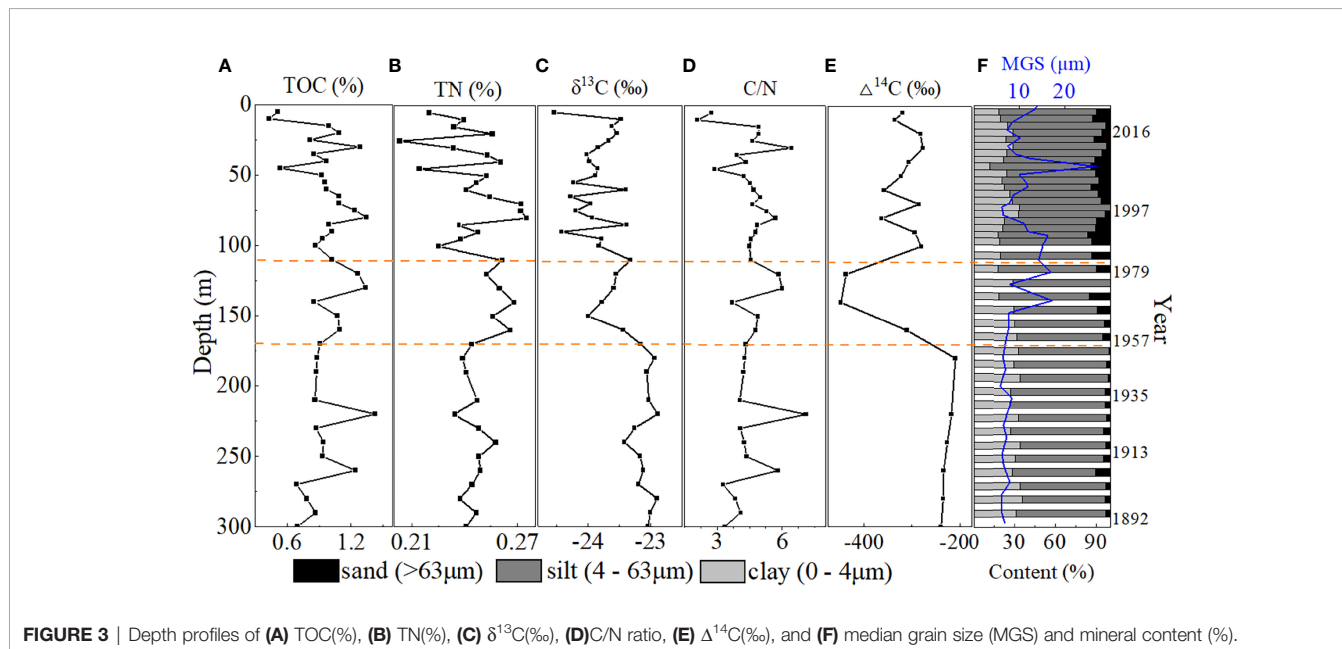 A B C D E F MGS (μm)
TOC (%) TN (%) δ¹³C (‰) C/N △¹⁴C (‰) 10 20
0
50
100
150
200
250
300
Depth (m)
2016
1997
1979
1957
1935
1913
1892
Year
0.6 1.2 0.21 0.27 -24 -23 3 6 -400 -200 30 60 90
sand (>63μm) silt (4 - 63μm) clay (0 - 4μm) Content (%)
FIGURE 3 | Depth profiles of (A) TOC(%), (B) TN(%), (C) δ¹³C(‰), (D)C/N ratio, (E) Δ¹⁴C(‰), and (F) median grain size (MGS) and mineral content (%).